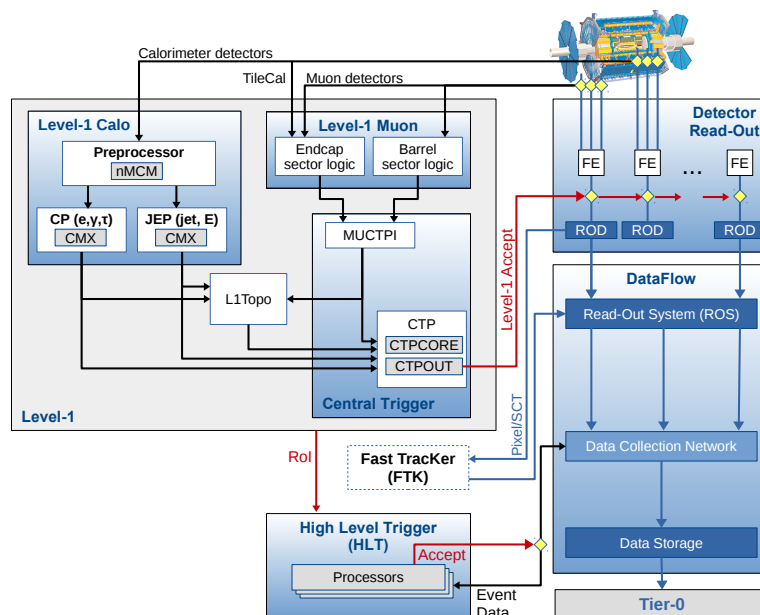 Calorimeter detectors
TileCal
Muon detectors
Detector
Read-Out
Level-1 Calo
Preprocessor
nMCM
CP (e,γ,τ)
CMX
JEP (jet, E)
CMX
Level-1 Muon
Endcap
sector logic
Barrel
sector logic
MUCTPI
L1Topo
CTP
CTPCORE
CTPOUT
Central Trigger
Level-1
Level-1 Accept
FE
FE
...
FE
ROD
ROD
ROD
DataFlow
Read-Out System (ROS)
Data Collection Network
Data Storage
Tier-0
Pixel/SCT
RoI
Fast TracKer
(FTK)
High Level Trigger
(HLT)
Accept
Processors
Event
Data